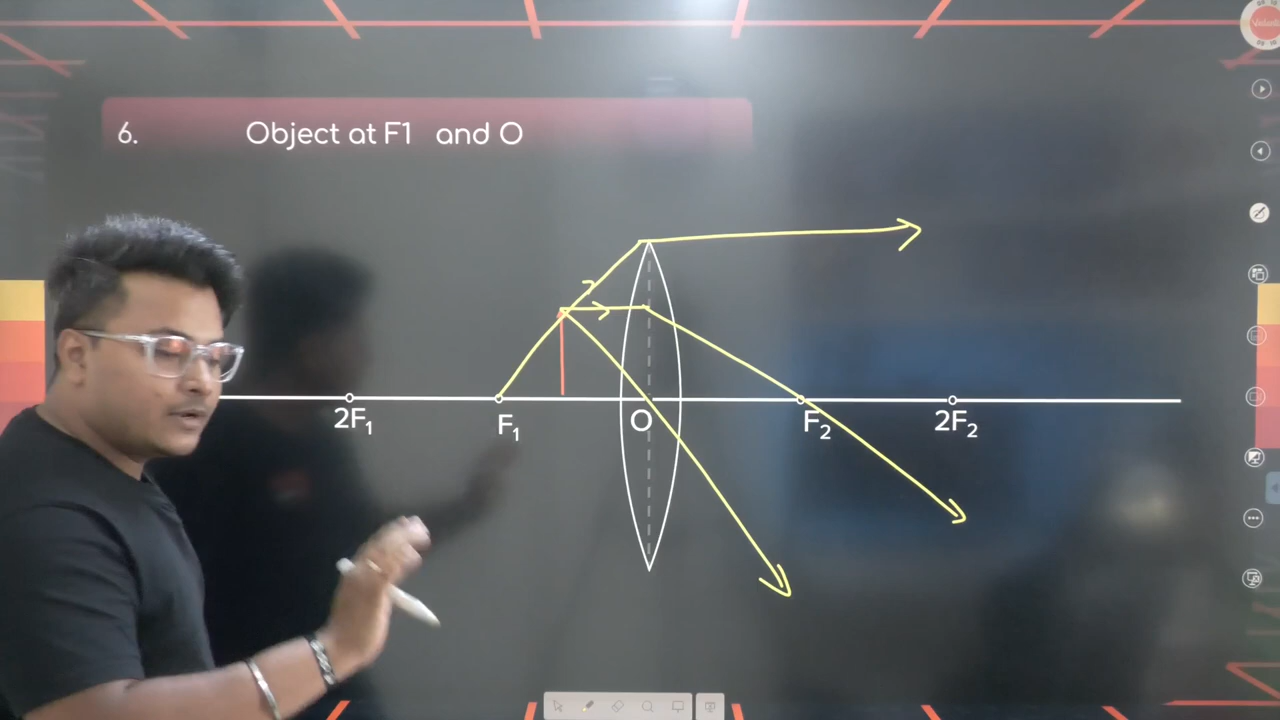 6. Object at F1 and O
2F₁ F₁ O F₂ 2F₂